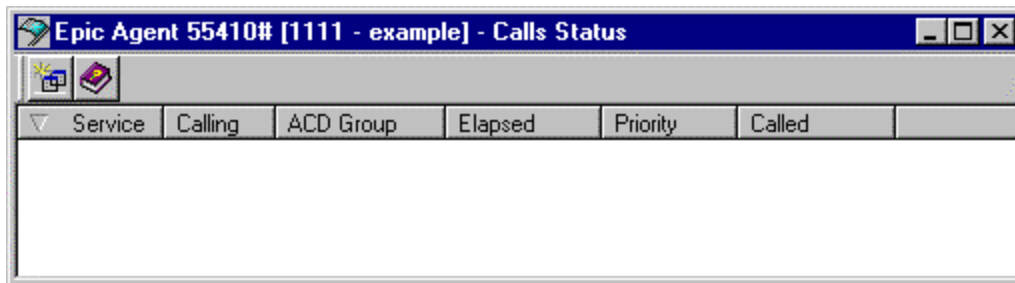 Epic Agent 55410# [1111 - example] - Calls Status
Service Calling ACD Group Elapsed Priority Called